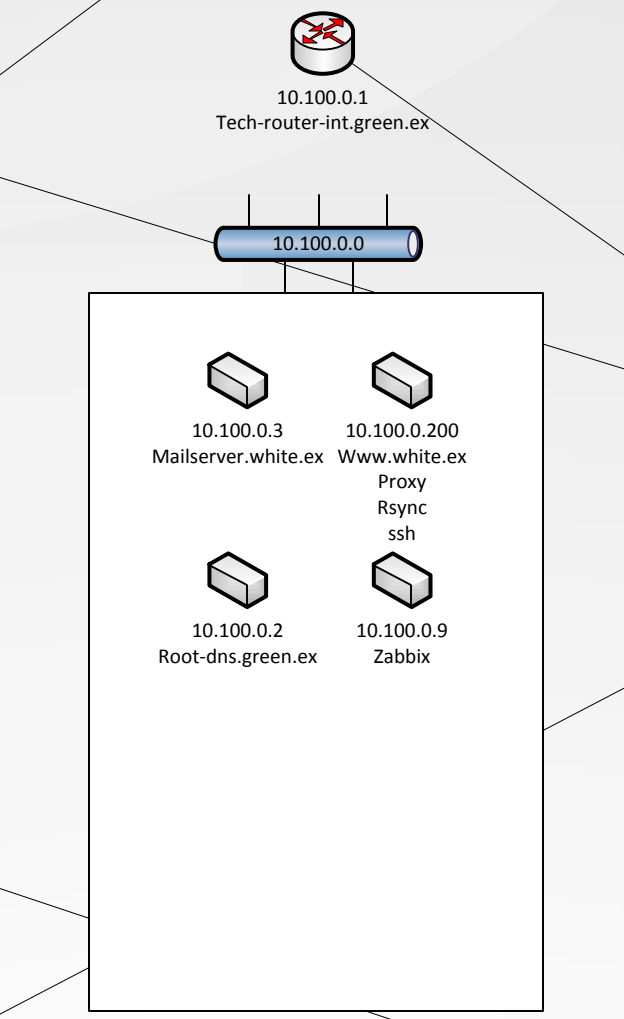 10.100.0.1
Tech-router-int.green.ex
10.100.0.0
10.100.0.3
Mailserver.white.ex
10.100.0.200
Www.white.ex
Proxy
Rsync
ssh
10.100.0.2
Root-dns.green.ex
10.100.0.9
Zabbix